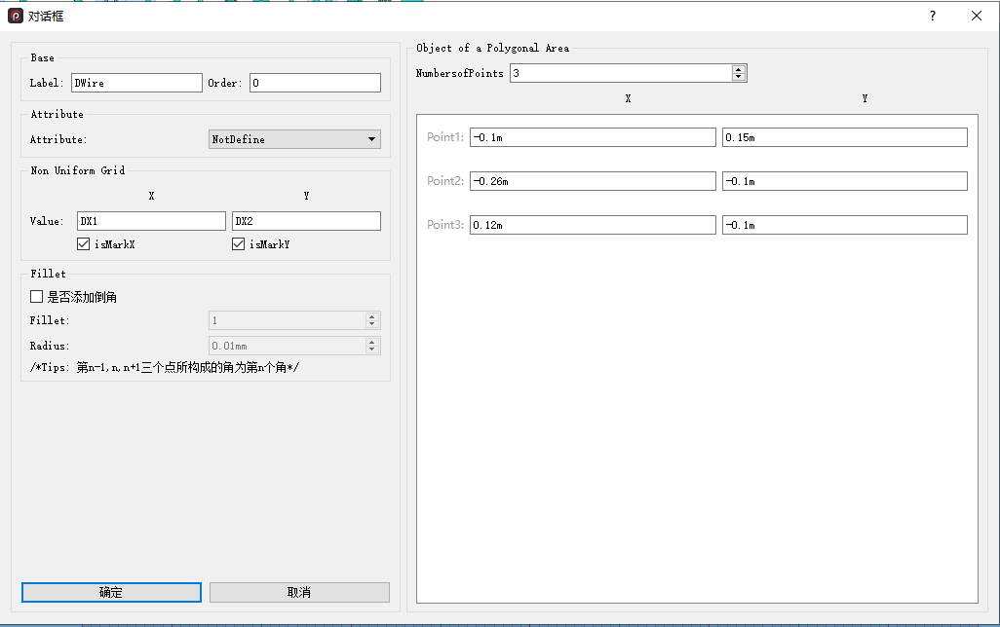 对话框
?
Base
Label: DWire Order: 0
Attribute
Attribute: NotDefine
Non Uniform Grid
X Y
Value: DX1 DX2
isMarkX isMarkY
Fillet
是否添加倒角
Fillet: 1
Radius: 0.01mm
/*Tips: 第n-1,n,n+1三个点所构成的角为第n个角*/
确定 取消
Object of a Polygonal Area
NumbersofPoints 3
X Y
Point1: -0.1m 0.15m
Point2: -0.26m -0.1m
Point3: 0.12m -0.1m